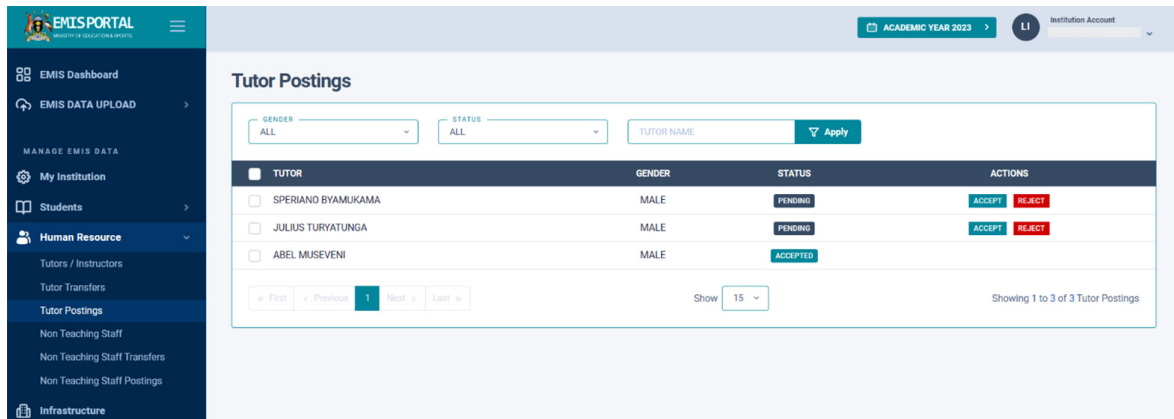 EMIS PORTAL
MINISTRY OF EDUCATION & SPORTS
ACADEMIC YEAR 2023 >
LI
Institution Account
EMIS Dashboard
EMIS DATA UPLOAD
MANAGE EMIS DATA
My Institution
Students
Human Resource
Tutors / Instructors
Tutor Transfers
Tutor Postings
Non Teaching Staff
Non Teaching Staff Transfers
Non Teaching Staff Postings
Infrastructure
Tutor Postings
GENDER STATUS
ALL ALL TUTOR NAME Apply
TUTOR GENDER STATUS ACTIONS
SPERIANO BYAMUKAMA MALE PENDING ACCEPT REJECT
JULIUS TURYATUNGA MALE PENDING ACCEPT REJECT
ABEL MUSEVENI MALE ACCEPTED
« First ‹ Previous 1 Next › Last » Show 15 Showing 1 to 3 of 3 Tutor Postings